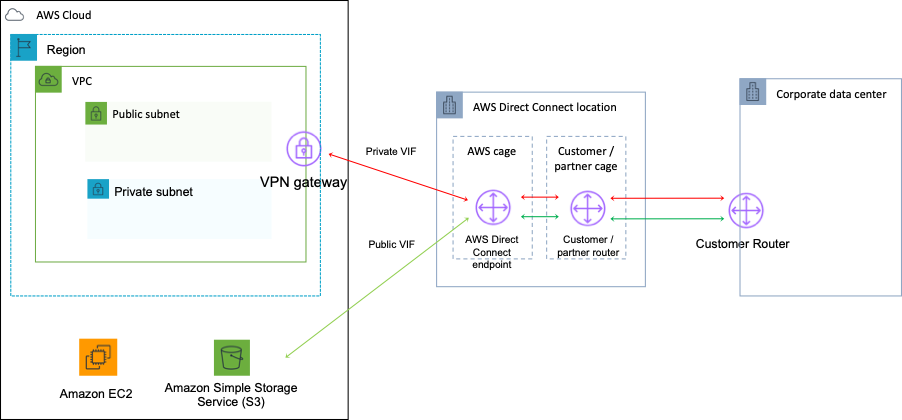 AWS Cloud
Region
VPC
Public subnet
VPN gateway
Private subnet
Amazon EC2
Amazon Simple Storage
Service (S3)
Private VIF
Public VIF
AWS Direct Connect location
AWS cage
AWS Direct
Connect
endpoint
Customer /
partner cage
Customer /
partner router
Corporate data center
Customer Router